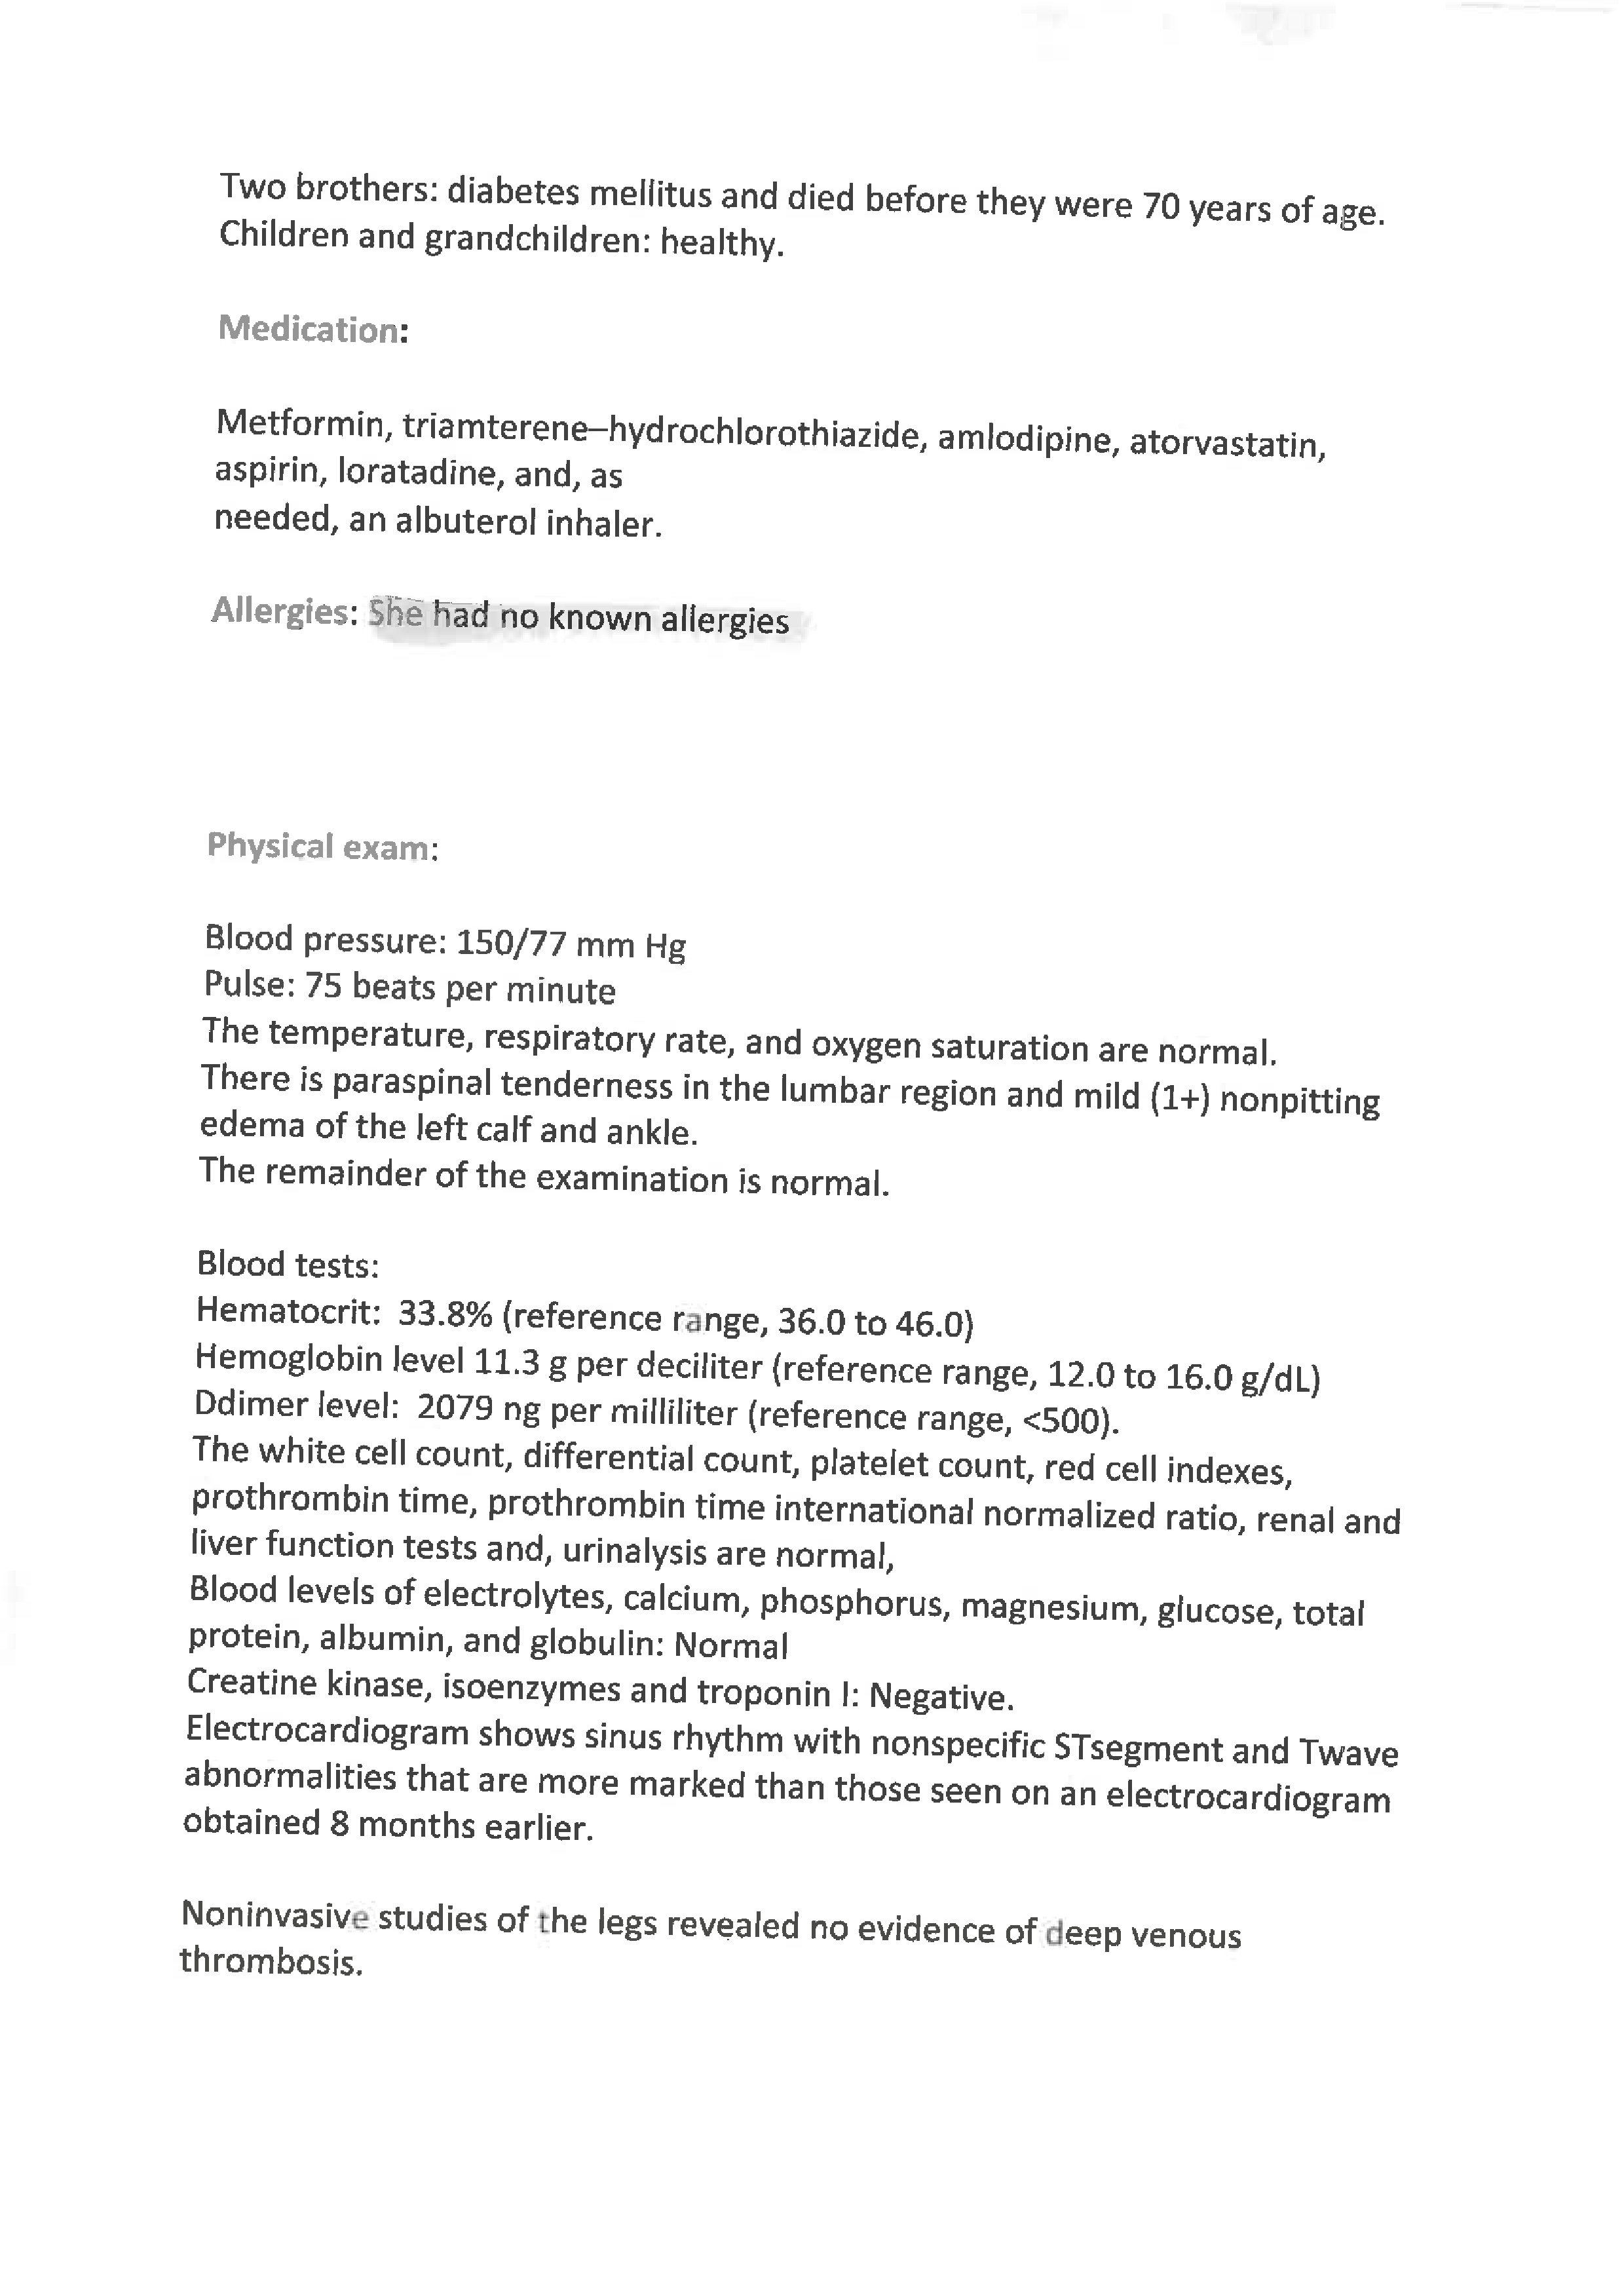 Two brothers: diabetes mellitus and died before they were 70 years of age.
Children and grandchildren: healthy.
Medication:
Metformin, triamterene–hydrochlorothiazide, amlodipine, atorvastatin,
aspirin, loratadine, and, as
needed, an albuterol inhaler.
Allergies: She had no known allergies
Physical exam:
Blood pressure: 150/77 mm Hg
Pulse: 75 beats per minute
The temperature, respiratory rate, and oxygen saturation are normal.
There is paraspinal tenderness in the lumbar region and mild (1+) nonpitting
edema of the left calf and ankle.
The remainder of the examination is normal.
Blood tests:
Hematocrit: 33.8% (reference range, 36.0 to 46.0)
Hemoglobin level 11.3 g per deciliter (reference range, 12.0 to 16.0 g/dL)
Ddimer level: 2079 ng per milliliter (reference range, <500).
The white cell count, differential count, platelet count, red cell indexes,
prothrombin time, prothrombin time international normalized ratio, renal and
liver function tests and, urinalysis are normal,
Blood levels of electrolytes, calcium, phosphorus, magnesium, glucose, total
protein, albumin, and globulin: Normal
Creatine kinase, isoenzymes and troponin I: Negative.
Electrocardiogram shows sinus rhythm with nonspecific STsegment and Twave
abnormalities that are more marked than those seen on an electrocardiogram
obtained 8 months earlier.
Noninvasive studies of the legs revealed no evidence of deep venous
thrombosis.